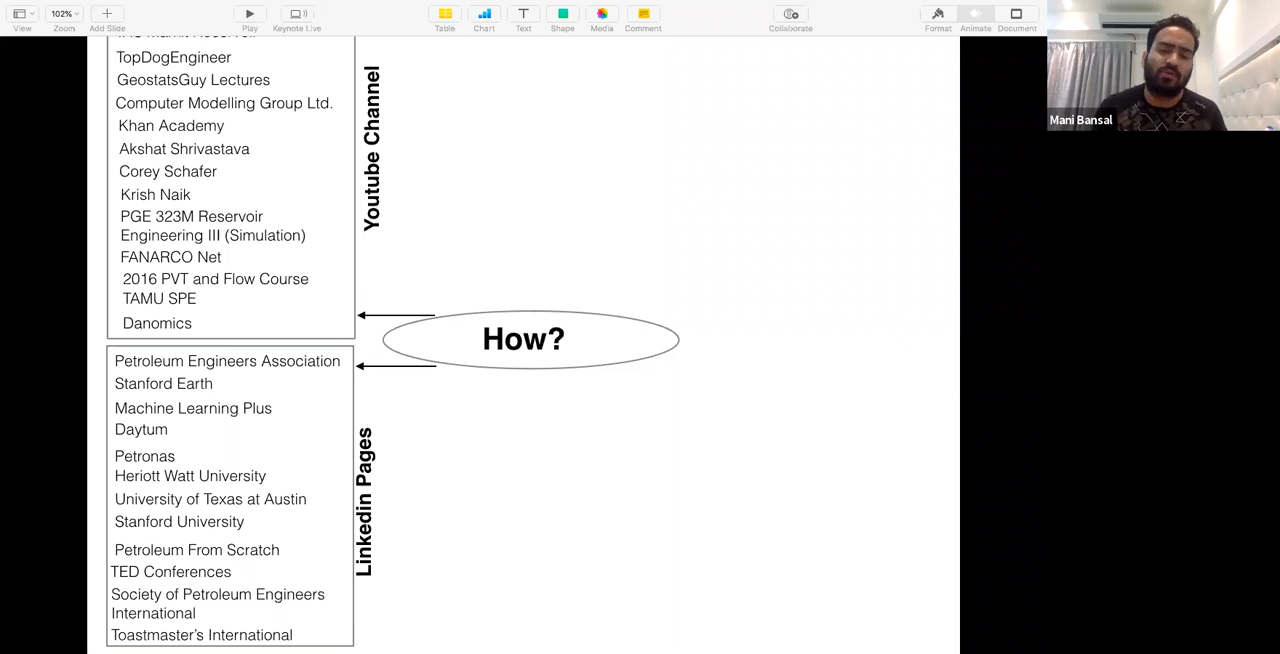 102%
View
Zoom
Add Slide
Play
Keynote Live
Table
Chart
Text
Shape
Media
Comment
Collaborate
Format
Animate
Document
TopDogEngineer
GeostatsGuy Lectures
Computer Modelling Group Ltd.
Khan Academy
Akshat Shrivastava
Corey Schafer
Krish Naik
PGE 323M Reservoir
Engineering III (Simulation)
FANARCO Net
2016 PVT and Flow Course
TAMU SPE
Danomics
Youtube Channel
How?
Petroleum Engineers Association
Stanford Earth
Machine Learning Plus
Daytum
Petronas
Heriott Watt University
University of Texas at Austin
Stanford University
Petroleum From Scratch
TED Conferences
Society of Petroleum Engineers
International
Toastmaster's International
Linkedin Pages
Mani Bansal